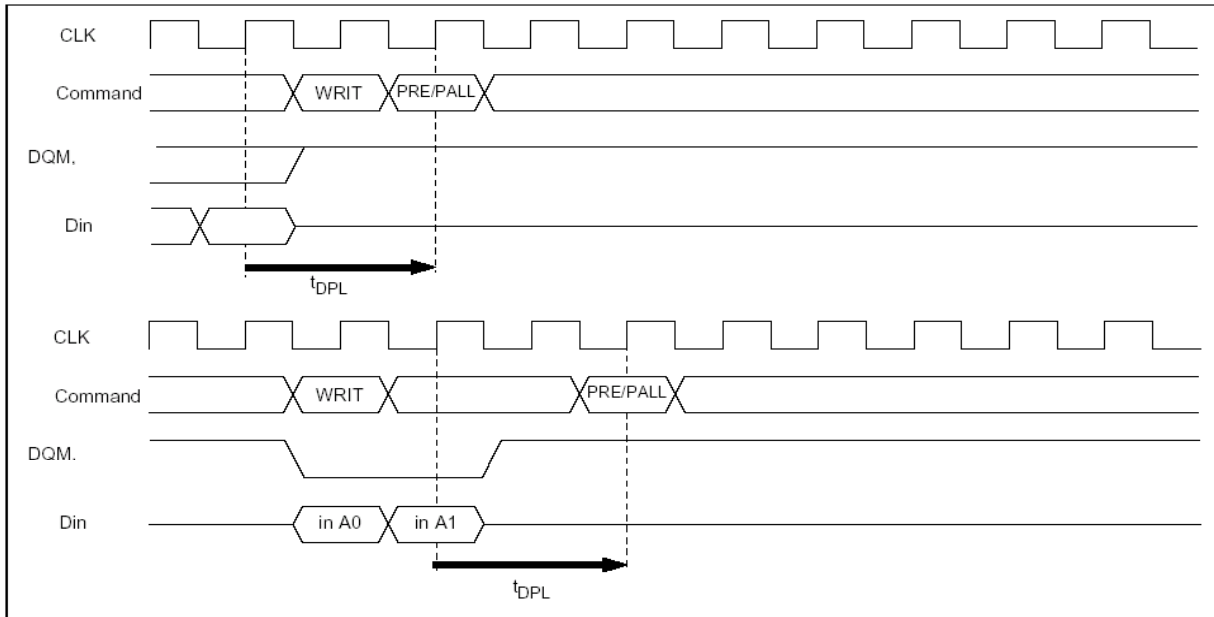 CLK
Command WRIT PRE/PALL
DQM,
Din
tDPL
CLK
Command WRIT PRE/PALL
DQM.
Din in A0 in A1
tDPL